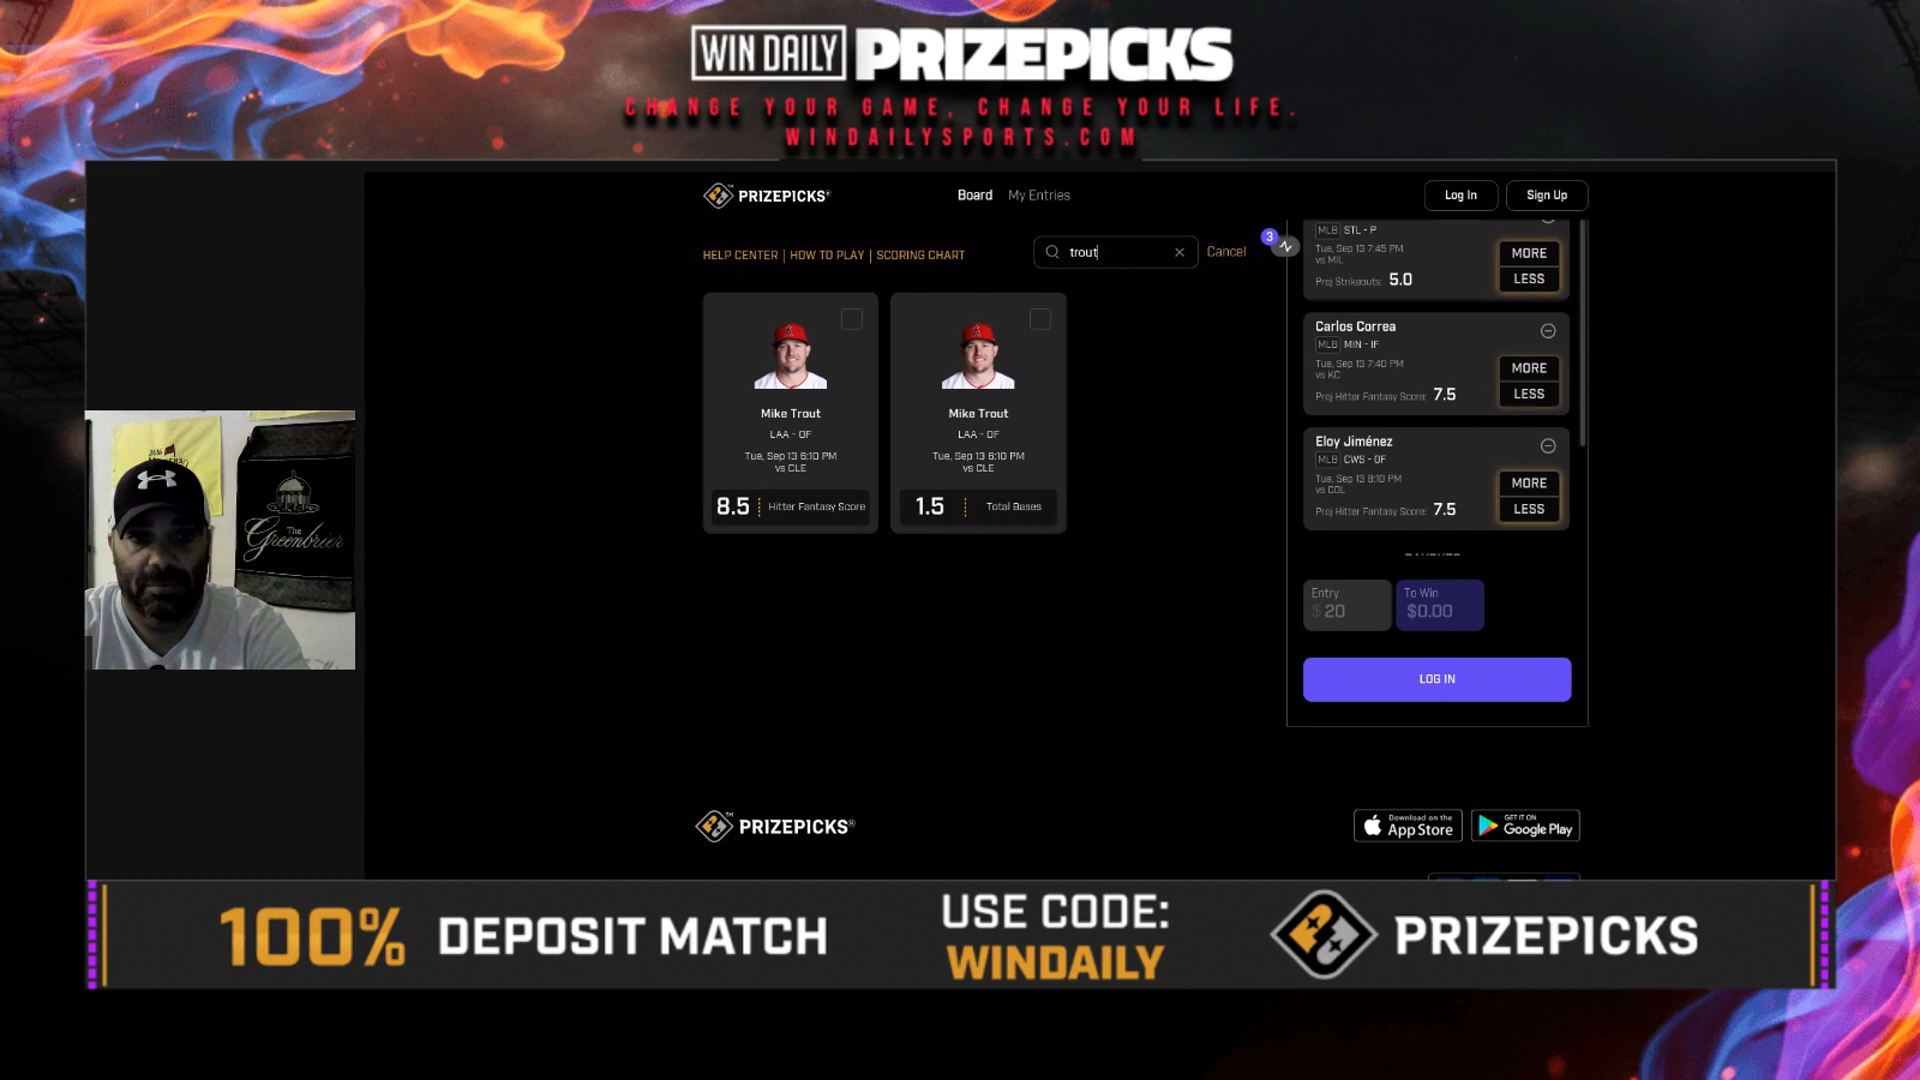 WIN DAILY PRIZEPICKS
CHANGE YOUR GAME, CHANGE YOUR LIFE.
WINDAILYSPORTS.COM
PRIZEPICKS®
Board
My Entries
Log In
Sign Up
HELP CENTER | HOW TO PLAY | SCORING CHART
trout
Cancel
3
Mike Trout
LAA - OF
Tue, Sep 13 6:10 PM
vs CLE
8.5
Hitter Fantasy Score
Mike Trout
LAA - OF
Tue, Sep 13 6:10 PM
vs CLE
1.5
Total Bases
MLB STL - P
Tue, Sep 13 7:45 PM
vs MIL
Proj Strikeouts: 5.0
MORE
LESS
Carlos Correa
MLB MIN - IF
Tue, Sep 13 7:40 PM
vs KC
Proj Hitter Fantasy Score: 7.5
MORE
LESS
Eloy Jiménez
MLB CWS - OF
Tue, Sep 13 8:10 PM
vs COL
Proj Hitter Fantasy Score: 7.5
MORE
LESS
Entry
$ 20
To Win
$0.00
LOG IN
The
Greenbrier
PRIZEPICKS®
Download on the
App Store
GET IT ON
Google Play
100% DEPOSIT MATCH
USE CODE:
WINDAILY
PRIZEPICKS